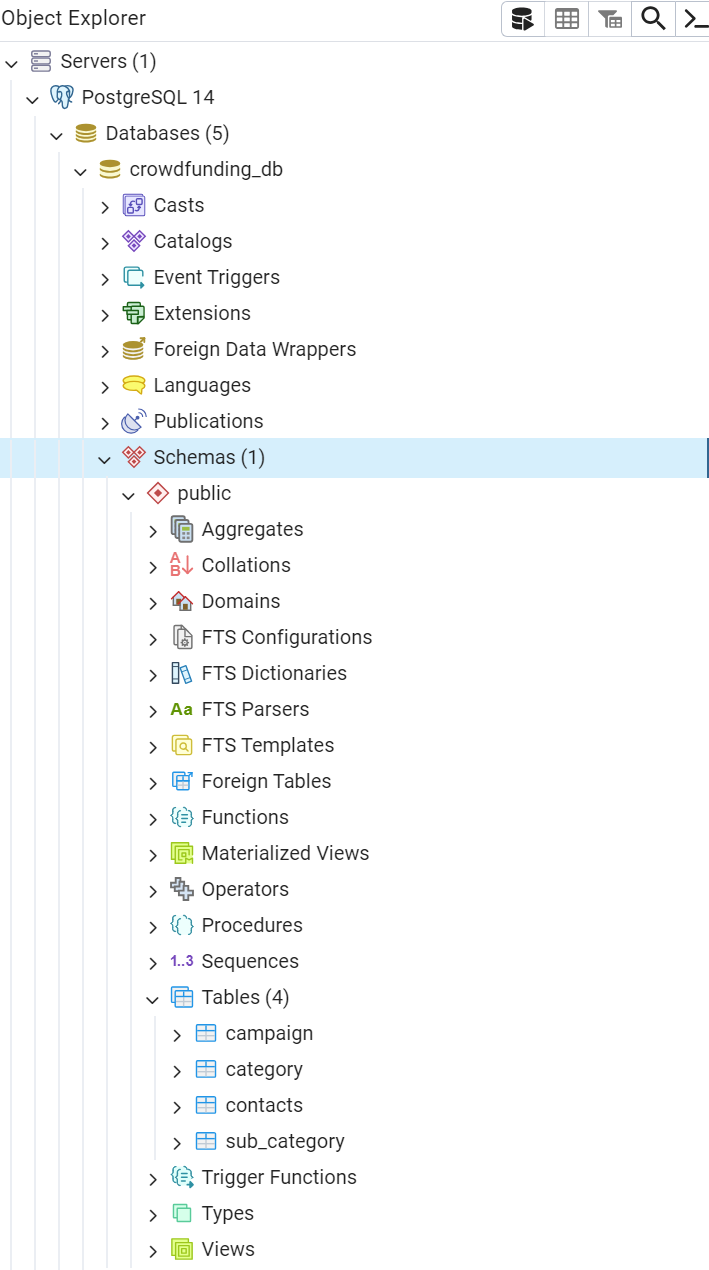 Object Explorer
Servers (1)
PostgreSQL 14
Databases (5)
crowdfunding_db
Casts
Catalogs
Event Triggers
Extensions
Foreign Data Wrappers
Languages
Publications
Schemas (1)
public
Aggregates
Collations
Domains
FTS Configurations
FTS Dictionaries
Aa FTS Parsers
FTS Templates
Foreign Tables
Functions
Materialized Views
Operators
Procedures
1..3 Sequences
Tables (4)
campaign
category
contacts
sub_category
Trigger Functions
Types
Views